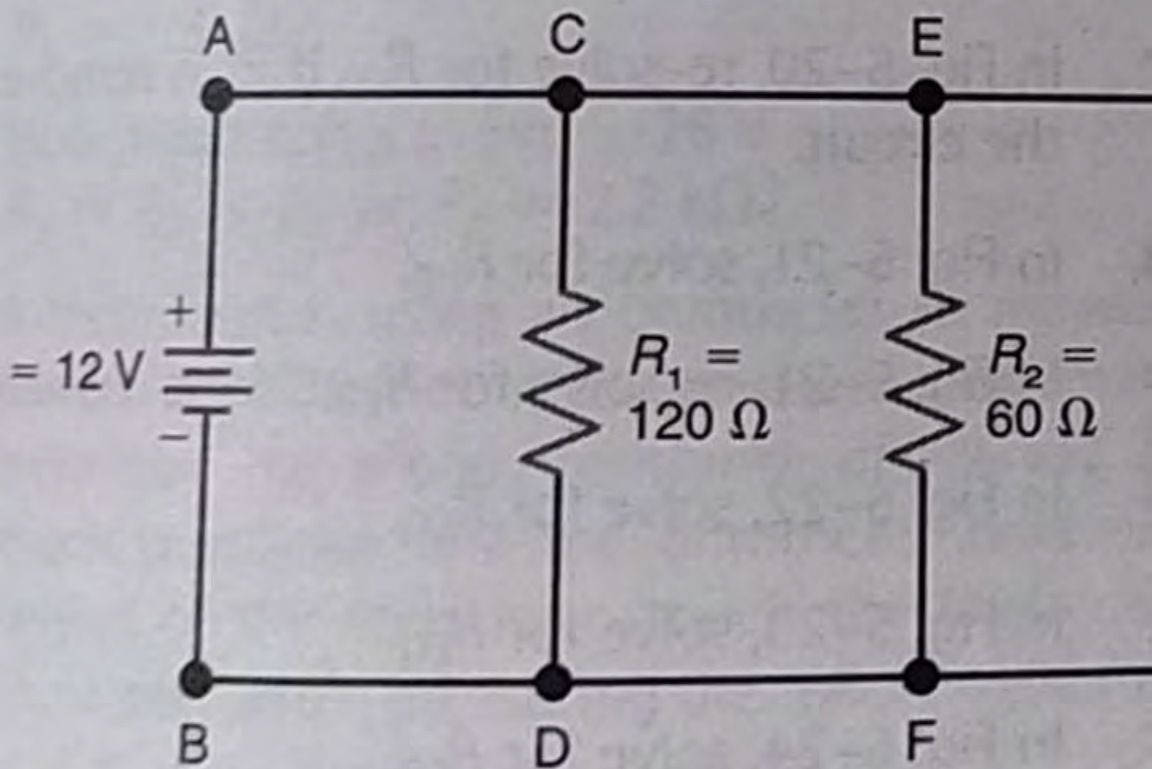 A C E
+
= 12 V
–
R₁ =
120 Ω
R₂ =
60 Ω
B D F